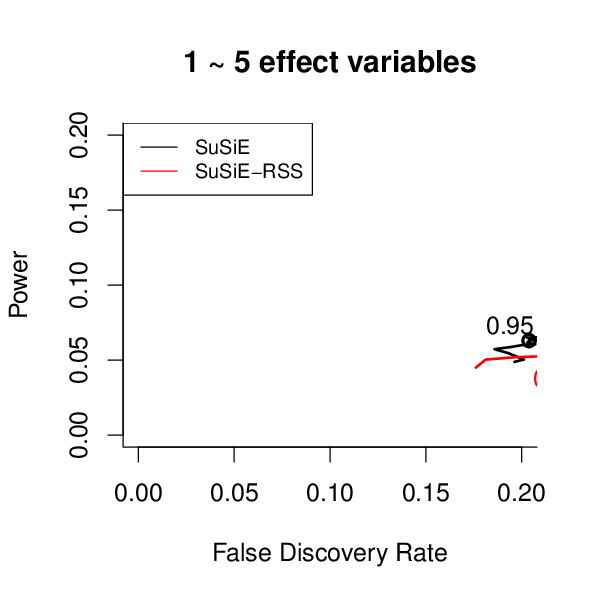 1 ~ 5 effect variables
SuSiE
SuSiE−RSS
Power
0.20
0.15
0.10
0.05
0.00
0.95
0.00 0.05 0.10 0.15 0.20
False Discovery Rate